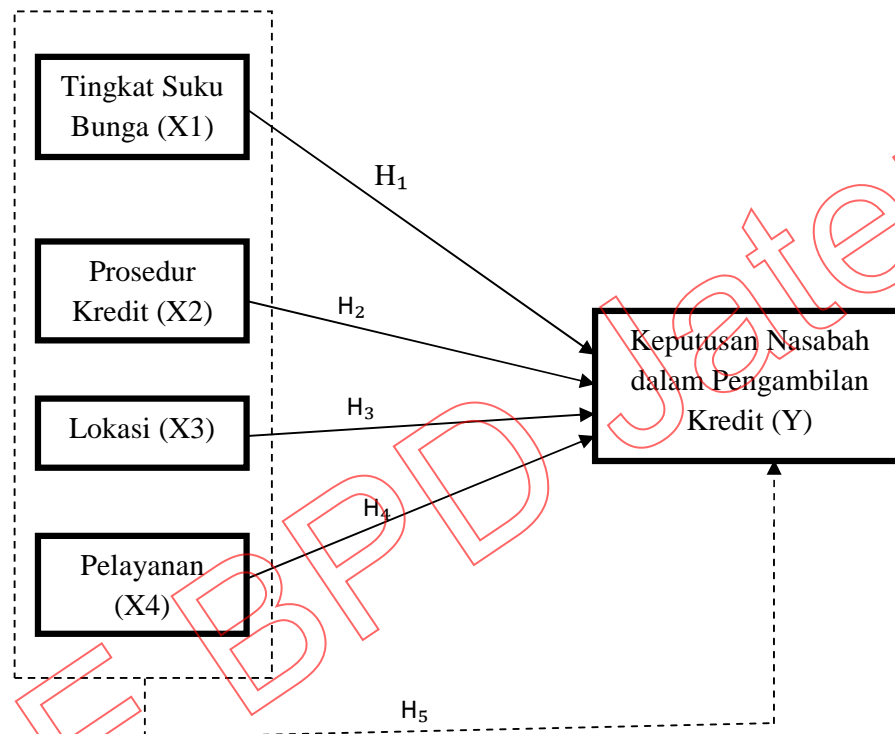 Tingkat Suku
Bunga (X1)
H₁
Prosedur
Kredit (X2)
H₂
Keputusan Nasabah
dalam Pengambilan
Kredit (Y)
Lokasi (X3)
H₃
H₄
Pelayanan
(X4)
H₅
E BPD Jate